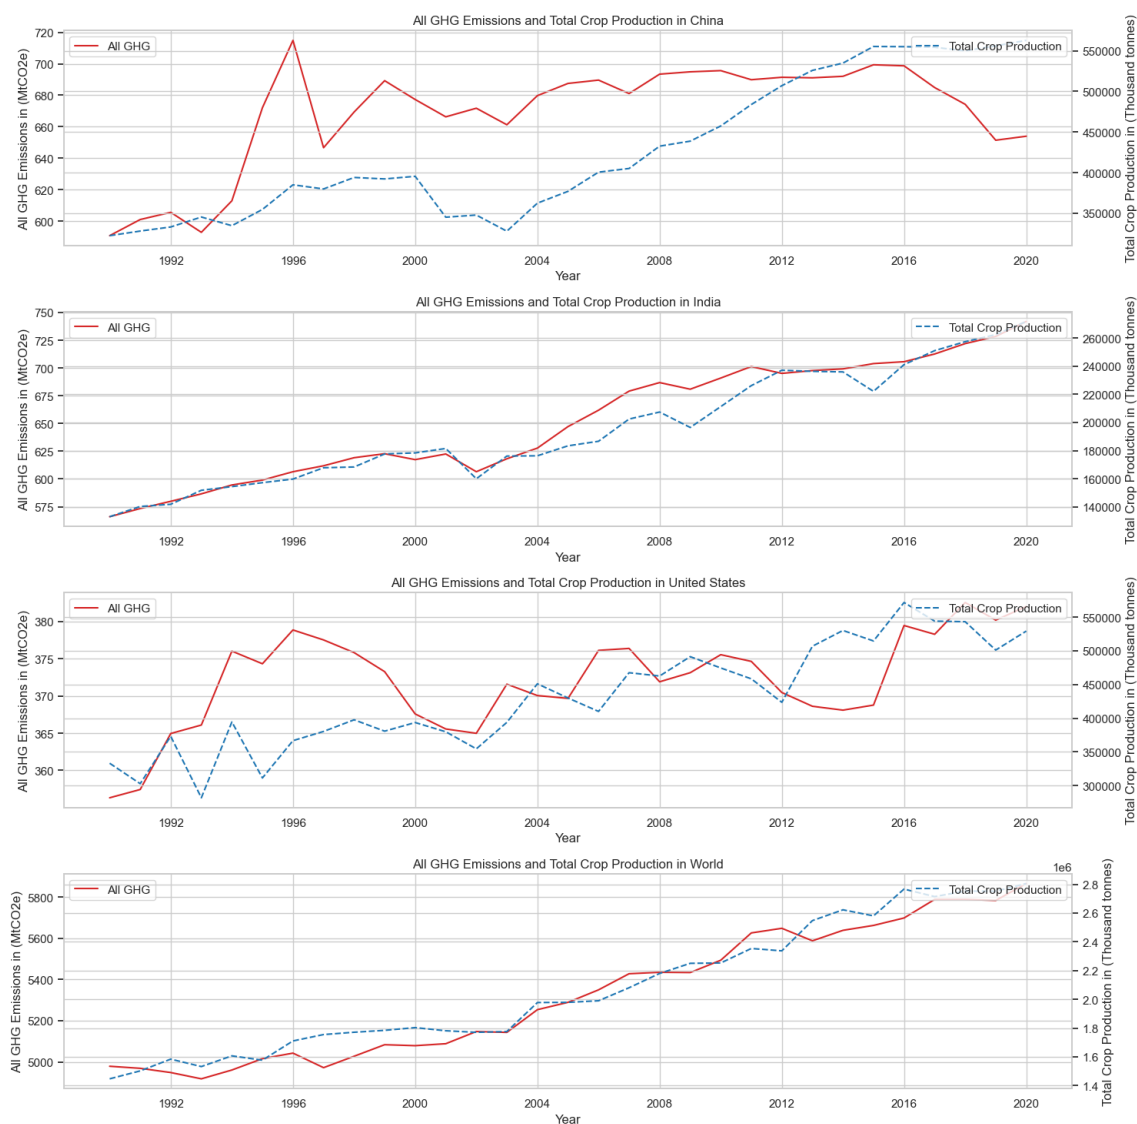 All GHG Emissions and Total Crop Production in China
All GHG Emissions in (MtCO2e)
720
700
680
660
640
620
600
All GHG
Total Crop Production
550000
500000
450000
400000
350000
Total Crop Production in (Thousand tonnes)
1992 1996 2000 2004 2008 2012 2016 2020
Year
All GHG Emissions and Total Crop Production in India
All GHG Emissions in (MtCO2e)
750
725
700
675
650
625
600
575
All GHG
Total Crop Production
260000
240000
220000
200000
180000
160000
140000
Total Crop Production in (Thousand tonnes)
1992 1996 2000 2004 2008 2012 2016 2020
Year
All GHG Emissions and Total Crop Production in United States
All GHG Emissions in (MtCO2e)
380
375
370
365
360
All GHG
Total Crop Production
550000
500000
450000
400000
350000
300000
Total Crop Production in (Thousand tonnes)
1992 1996 2000 2004 2008 2012 2016 2020
Year
All GHG Emissions and Total Crop Production in World
1e6
All GHG Emissions in (MtCO2e)
5800
5600
5400
5200
5000
All GHG
Total Crop Production
2.8
2.6
2.4
2.2
2.0
1.8
1.6
1.4
Total Crop Production in (Thousand tonnes)
1992 1996 2000 2004 2008 2012 2016 2020
Year